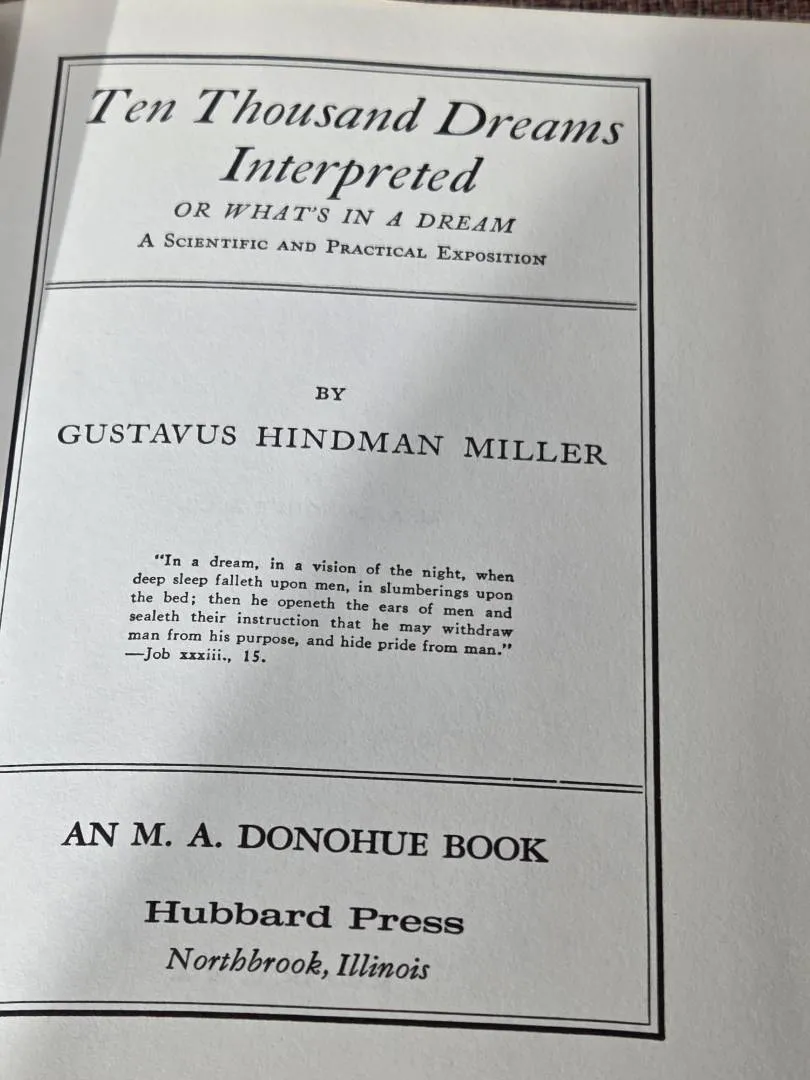 Ten Thousand Dreams
Interpreted
OR WHAT'S IN A DREAM
A SCIENTIFIC AND PRACTICAL EXPOSITION
BY
GUSTAVUS HINDMAN MILLER
"In a dream, in a vision of the night, when
deep sleep falleth upon men, in slumberings upon
the bed; then he openeth the ears of men and
sealeth their instruction that he may withdraw
man from his purpose, and hide pride from man."
—Job xxxiii., 15.
AN M. A. DONOHUE BOOK
Hubbard Press
Northbrook, Illinois